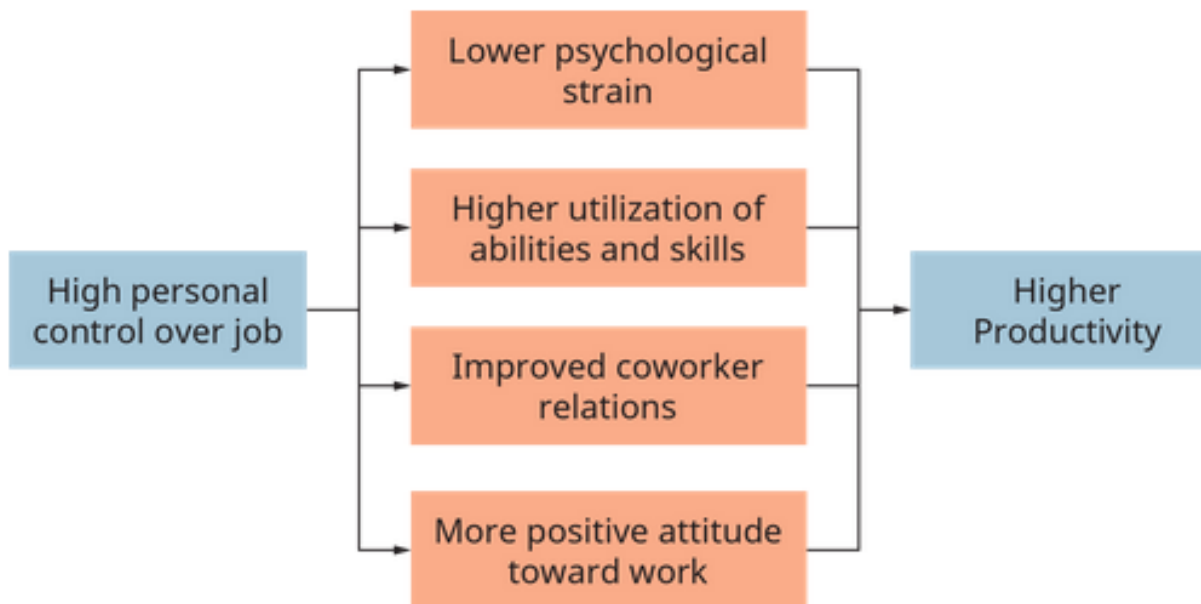 Lower psychological
strain
Higher utilization of
abilities and skills
High personal
control over job
Higher
Productivity
Improved coworker
relations
More positive attitude
toward work